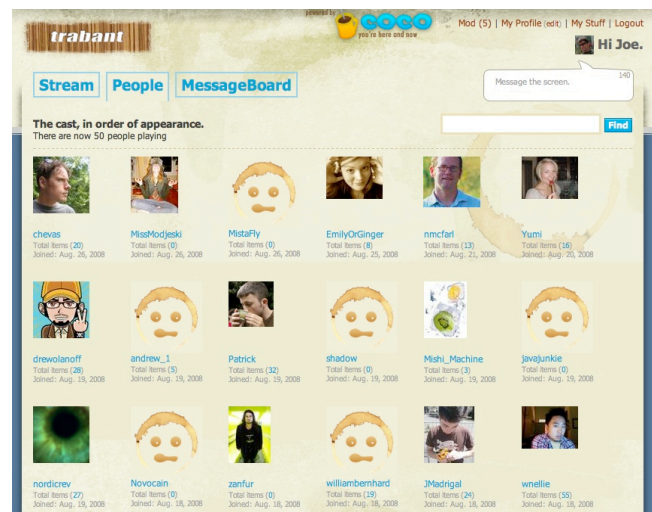 powered by
coco
you're here and now
Mod (5) | My Profile (edit) | My Stuff | Logout
trabant
Hi Joe.
Stream
People
MessageBoard
Message the screen.
140
The cast, in order of appearance.
There are now 50 people playing
Find
chevas
Total Items (20)
Joined: Aug. 26, 2008
MissModjeski
Total Items (0)
Joined: Aug. 26, 2008
MistaFly
Total Items (0)
Joined: Aug. 26, 2008
EmilyOrGinger
Total Items (8)
Joined: Aug. 25, 2008
nmcfarl
Total Items (13)
Joined: Aug. 21, 2008
Yumi
Total Items (16)
Joined: Aug. 20, 2008
drewolanoff
Total Items (28)
Joined: Aug. 19, 2008
andrew_1
Total Items (5)
Joined: Aug. 19, 2008
Patrick
Total Items (32)
Joined: Aug. 19, 2008
shadow
Total Items (0)
Joined: Aug. 19, 2008
Mishi_Machine
Total Items (3)
Joined: Aug. 19, 2008
javajunkie
Total Items (0)
Joined: Aug. 19, 2008
nordicrev
Total Items (27)
Joined: Aug. 19, 2008
Novocain
Total Items (0)
Joined: Aug. 18, 2008
zanfur
Total Items (0)
Joined: Aug. 18, 2008
williambernhard
Total Items (19)
Joined: Aug. 18, 2008
JMadrigal
Total Items (24)
Joined: Aug. 18, 2008
wnellie
Total Items (55)
Joined: Aug. 18, 2008